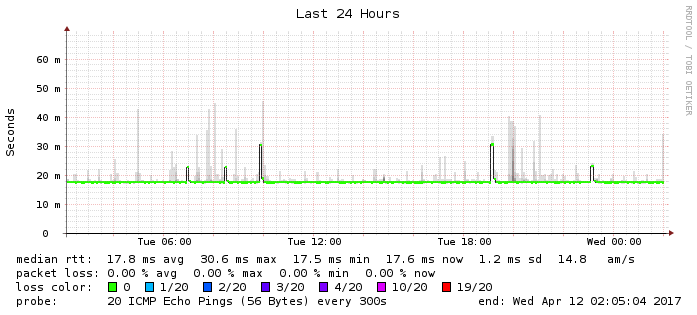 Last 24 Hours
RRDTOOL / TOBI OETIKER
Seconds
60 m
50 m
40 m
30 m
20 m
10 m
0
Tue 06:00 Tue 12:00 Tue 18:00 Wed 00:00
median rtt: 17.8 ms avg 30.6 ms max 17.5 ms min 17.6 ms now 1.2 ms sd 14.8 am/s
packet loss: 0.00 % avg 0.00 % max 0.00 % min 0.00 % now
loss color: 0 1/20 2/20 3/20 4/20 10/20 19/20
probe: 20 ICMP Echo Pings (56 Bytes) every 300s end: Wed Apr 12 02:05:04 2017